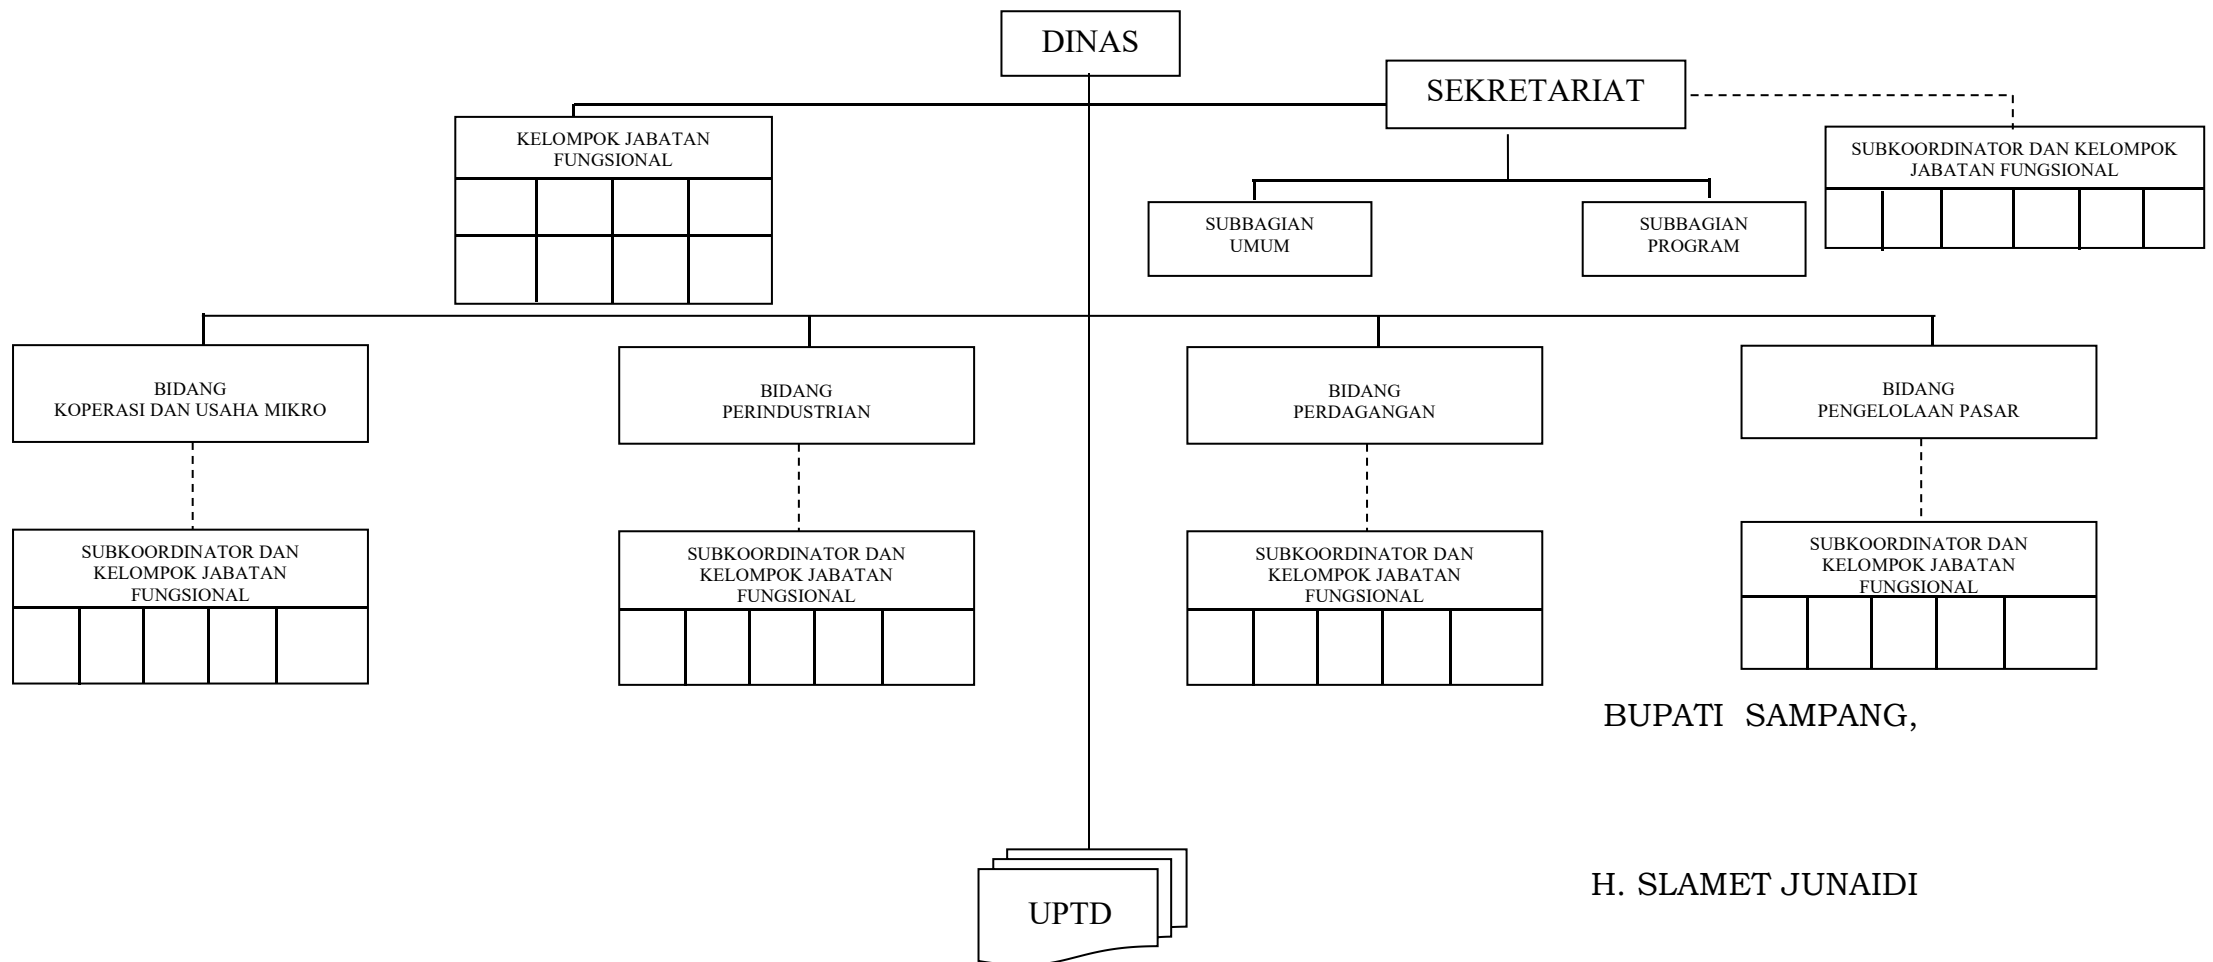 DINAS
SEKRETARIAT
KELOMPOK JABATAN
FUNGSIONAL
SUBKOORDINATOR DAN KELOMPOK
JABATAN FUNGSIONAL
SUBBAGIAN
UMUM
SUBBAGIAN
PROGRAM
BIDANG
KOPERASI DAN USAHA MIKRO
BIDANG
PERINDUSTRIAN
BIDANG
PERDAGANGAN
BIDANG
PENGELOLAAN PASAR
SUBKOORDINATOR DAN
KELOMPOK JABATAN
FUNGSIONAL
SUBKOORDINATOR DAN
KELOMPOK JABATAN
FUNGSIONAL
SUBKOORDINATOR DAN
KELOMPOK JABATAN
FUNGSIONAL
SUBKOORDINATOR DAN
KELOMPOK JABATAN
FUNGSIONAL
BUPATI SAMPANG,
H. SLAMET JUNAIDI
UPTD